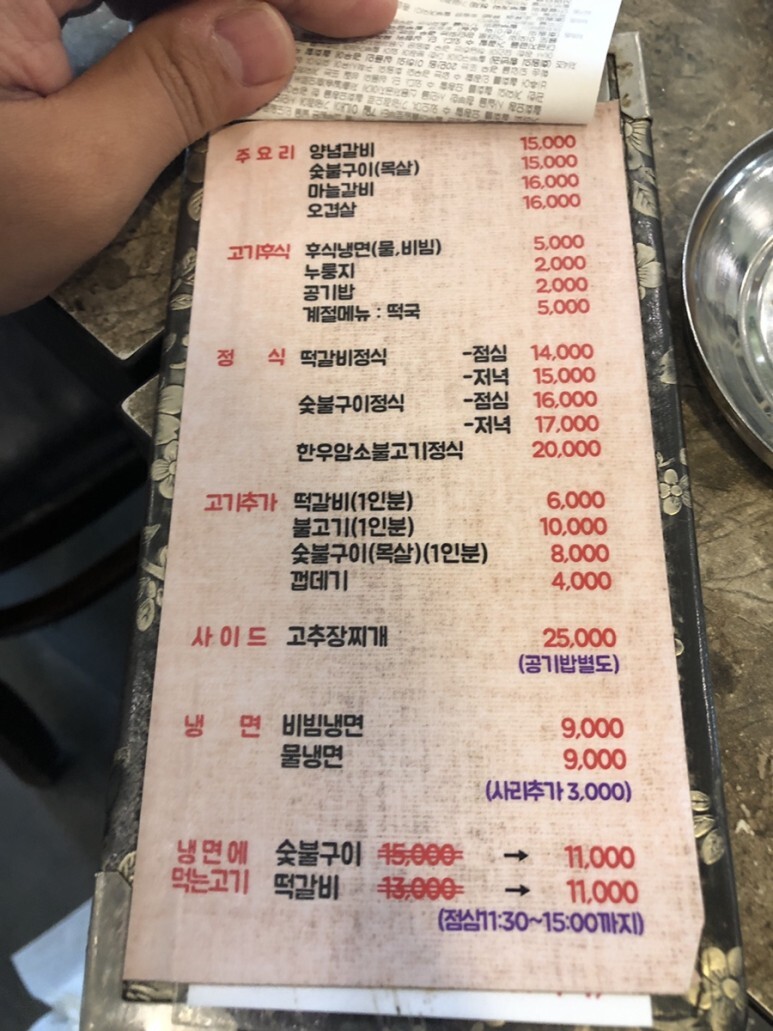 주요리 양념갈비 15,000
숯불구이(목살) 15,000
마늘갈비 16,000
오겹살 16,000
고기후식 후식냉면(물,비빔) 5,000
누룽지 2,000
공기밥 2,000
계절메뉴 : 떡국 5,000
정 식 떡갈비정식 -점심 14,000
-저녁 15,000
숯불구이정식 -점심 16,000
-저녁 17,000
한우암소불고기정식 20,000
고기추가 떡갈비(1인분) 6,000
불고기(1인분) 10,000
숯불구이(목살)(1인분) 8,000
껍데기 4,000
사이드 고추장찌개 25,000
(공기밥별도)
냉 면 비빔냉면 9,000
물냉면 9,000
(사리추가 3,000)
냉면에 숯불구이 15,000 → 11,000
먹는고기 떡갈비 13,000 → 11,000
(점심11:30~15:00까지)